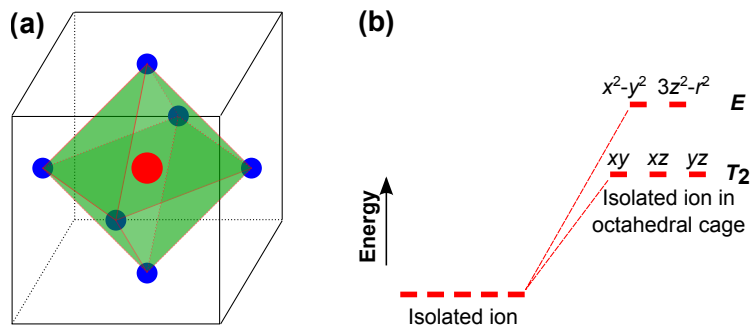 (a)
(b)
x²-y² 3z²-r²
E
xy xz yz
T₂
Isolated ion in
octahedral cage
Energy
Isolated ion